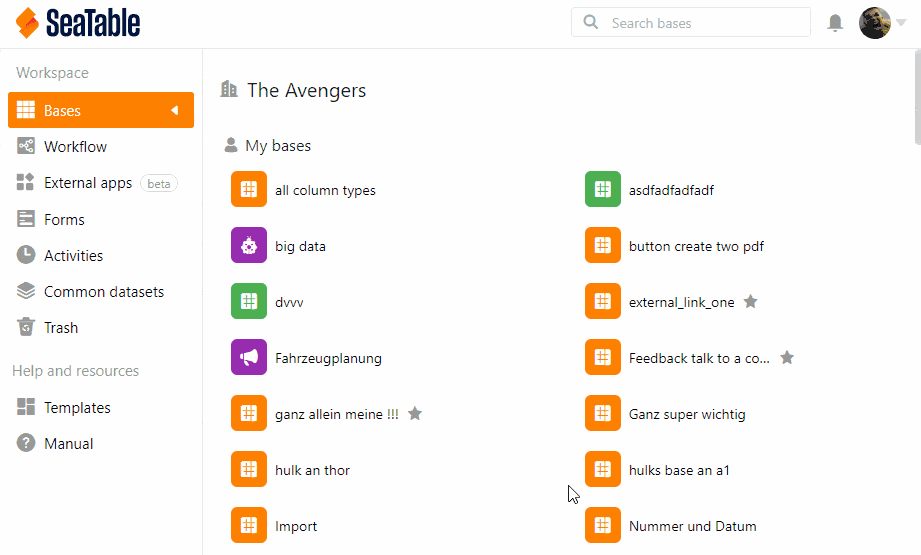 SeaTable
Search bases
Workspace
Bases
Workflow
External apps beta
Forms
Activities
Common datasets
Trash
Help and resources
Templates
Manual
The Avengers
My bases
all column types
asdfadfadfadf
big data
button create two pdf
dvvv
external_link_one
Fahrzeugplanung
Feedback talk to a co...
ganz allein meine !!!
Ganz super wichtig
hulk an thor
hulks base an a1
Import
Nummer und Datum